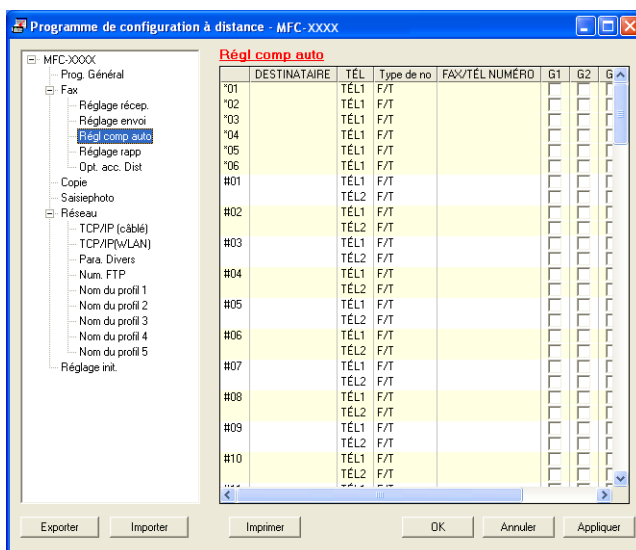 Programme de configuration à distance - MFC-XXXX
MFC-XXXX
Prog. Général
Fax
Réglage récep.
Réglage envoi
Régl comp auto
Réglage rapp
Opt. acc. Dist
Copie
Saisiephoto
Réseau
TCP/IP (câblé)
TCP/IP(WLAN)
Para. Divers
Num. FTP
Nom du profil 1
Nom du profil 2
Nom du profil 3
Nom du profil 4
Nom du profil 5
Réglage init.
Régl comp auto
DESTINATAIRE TÉL Type de no FAX/TÉL NUMÉRO G1 G2 G
*01 TÉL1 F/T
*02 TÉL1 F/T
*03 TÉL1 F/T
*04 TÉL1 F/T
*05 TÉL1 F/T
*06 TÉL1 F/T
#01 TÉL1 F/T
TÉL2 F/T
#02 TÉL1 F/T
TÉL2 F/T
#03 TÉL1 F/T
TÉL2 F/T
#04 TÉL1 F/T
TÉL2 F/T
#05 TÉL1 F/T
TÉL2 F/T
#06 TÉL1 F/T
TÉL2 F/T
#07 TÉL1 F/T
TÉL2 F/T
#08 TÉL1 F/T
TÉL2 F/T
#09 TÉL1 F/T
TÉL2 F/T
#10 TÉL1 F/T
TÉL2 F/T
Exporter Importer Imprimer OK Annuler Appliquer